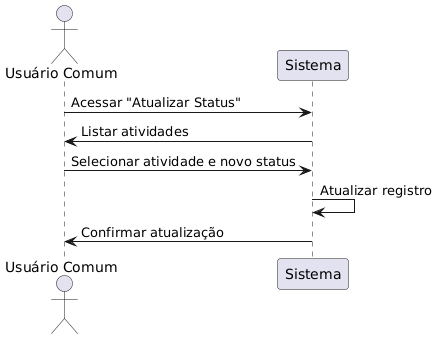 Usuário Comum
Sistema
Acessar "Atualizar Status"
Listar atividades
Selecionar atividade e novo status
Atualizar registro
Confirmar atualização
Usuário Comum
Sistema